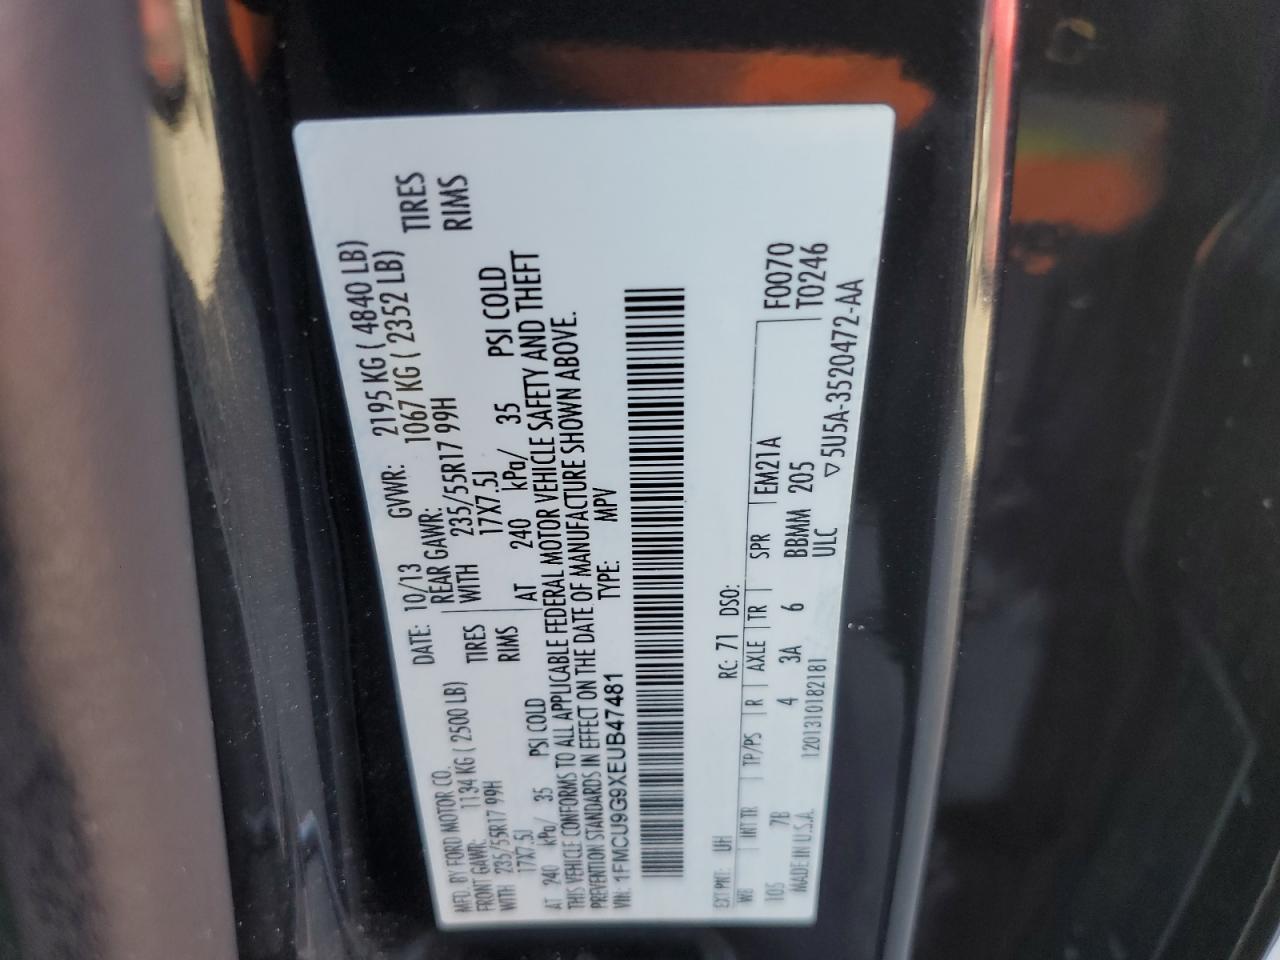 MFD. BY FORD MOTOR CO. DATE: 10/13 GVWR: 2195 KG ( 4840 LB)
FRONT GAWR: 1134 KG ( 2500 LB) REAR GAWR: 1067 KG ( 2352 LB)
WITH 235/55R17 99H TIRES WITH 235/55R17 99H TIRES
17X7.5J RIMS 17X7.5J RIMS
AT 240 kPa/ 35 PSI COLD AT 240 kPa/ 35 PSI COLD
THIS VEHICLE CONFORMS TO ALL APPLICABLE FEDERAL MOTOR VEHICLE SAFETY AND THEFT
PREVENTION STANDARDS IN EFFECT ON THE DATE OF MANUFACTURE SHOWN ABOVE.
VIN: 1FMCU9G9XEUB47481 TYPE: MPV
EXT PNT: UH RC: 71 DSO: F0070
WB INT TR TP/PS R AXLE TR SPR EM21A T0246
105 7B 4 3A 6 BBMM 205
MADE IN U.S.A. 120131018218​1 ULC ▽5U5A-3520472-AA